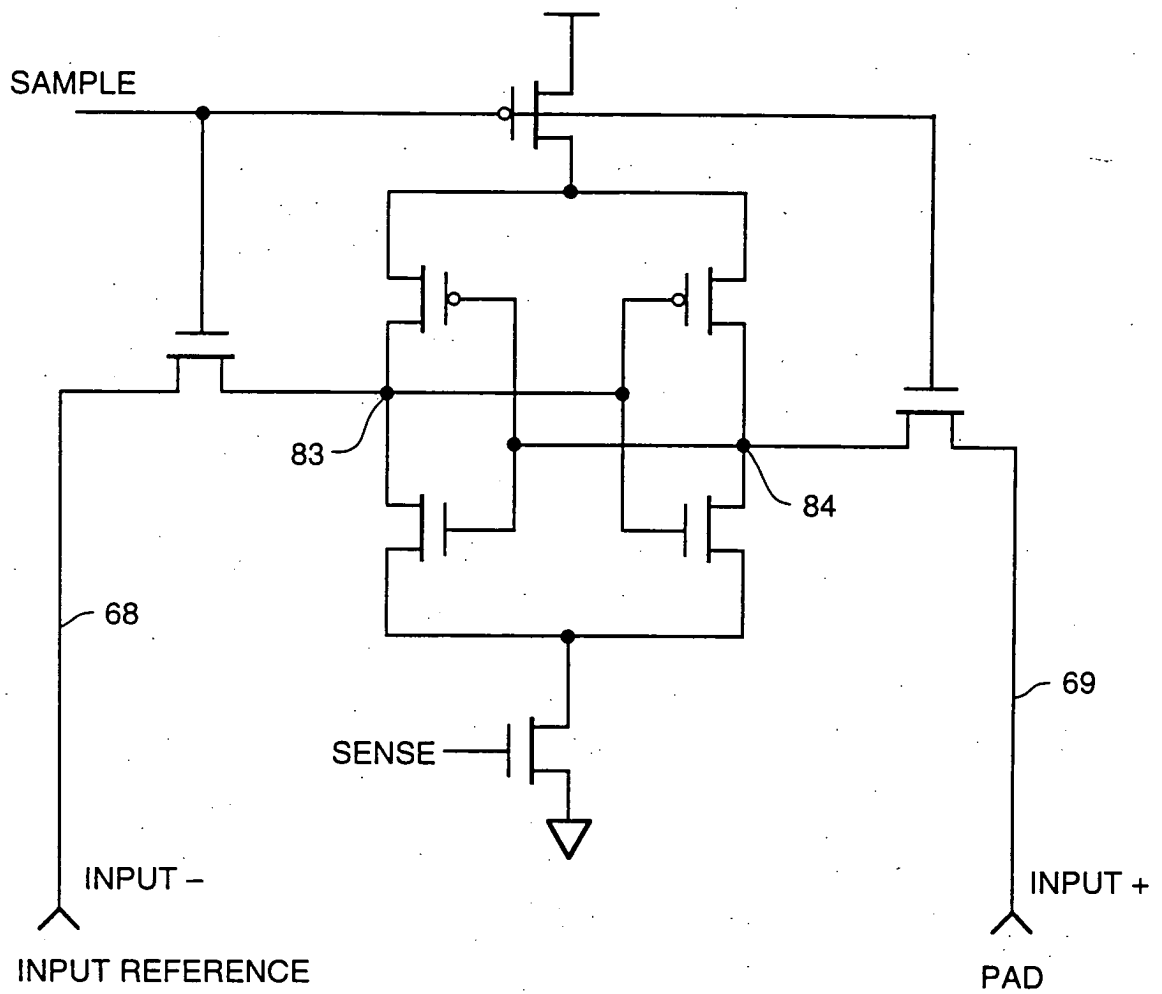 SAMPLE
83
84
68
69
SENSE
INPUT –
INPUT +
INPUT REFERENCE
PAD